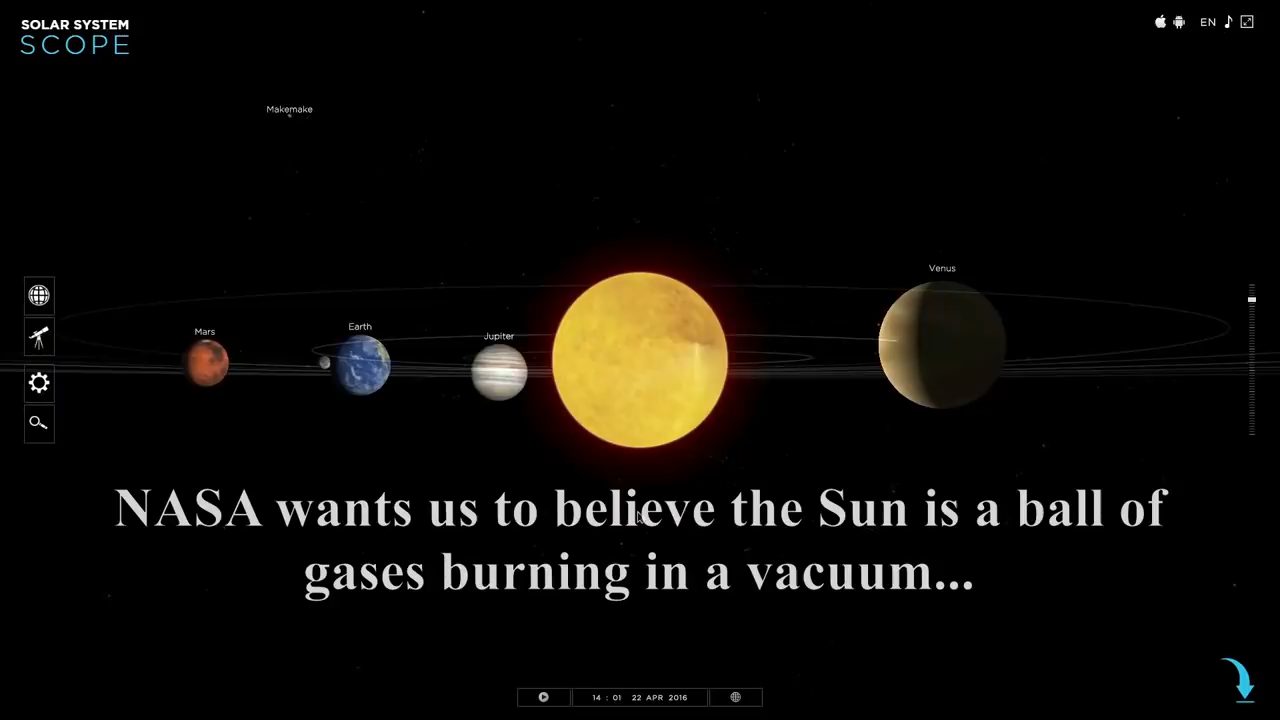 SOLAR SYSTEM
SCOPE
EN
Makemake
Venus
Mars
Earth
Jupiter
NASA wants us to believe the Sun is a ball of
gases burning in a vacuum...
14 : 01 22 APR 2016